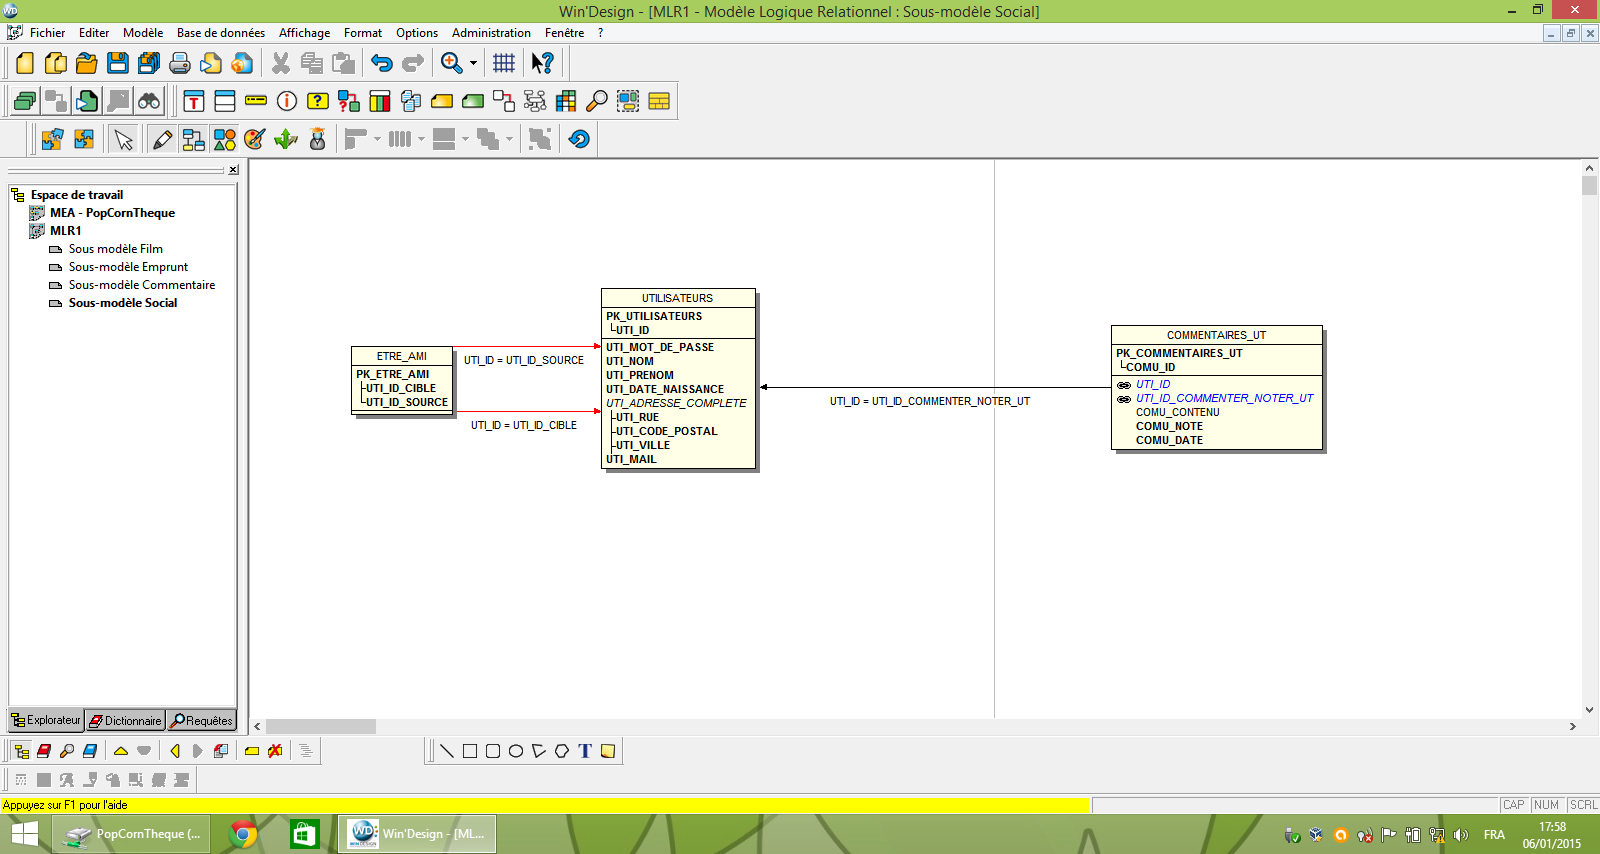 Win'Design - [MLR1 - Modèle Logique Relationnel : Sous-modèle Social]
Fichier Editer Modèle Base de données Affichage Format Options Administration Fenêtre ?
Espace de travail
MEA - PopCornTheque
MLR1
Sous modèle Film
Sous-modèle Emprunt
Sous-modèle Commentaire
Sous-modèle Social
ETRE_AMI
PK_ETRE_AMI
UTI_ID_CIBLE
UTI_ID_SOURCE
UTI_ID = UTI_ID_SOURCE
UTI_ID = UTI_ID_CIBLE
UTILISATEURS
PK_UTILISATEURS
UTI_ID
UTI_MOT_DE_PASSE
UTI_NOM
UTI_PRENOM
UTI_DATE_NAISSANCE
UTI_ADRESSE_COMPLETE
UTI_RUE
UTI_CODE_POSTAL
UTI_VILLE
UTI_MAIL
UTI_ID = UTI_ID_COMMENTER_NOTER_UT
COMMENTAIRES_UT
PK_COMMENTAIRES_UT
COMU_ID
UTI_ID
UTI_ID_COMMENTER_NOTER_UT
COMU_CONTENU
COMU_NOTE
COMU_DATE
Explorateur Dictionnaire Requêtes
Appuyez sur F1 pour l'aide
CAP NUM SCRL
PopCornTheque (...
Win'Design - [ML...
FRA
17:58
06/01/2015